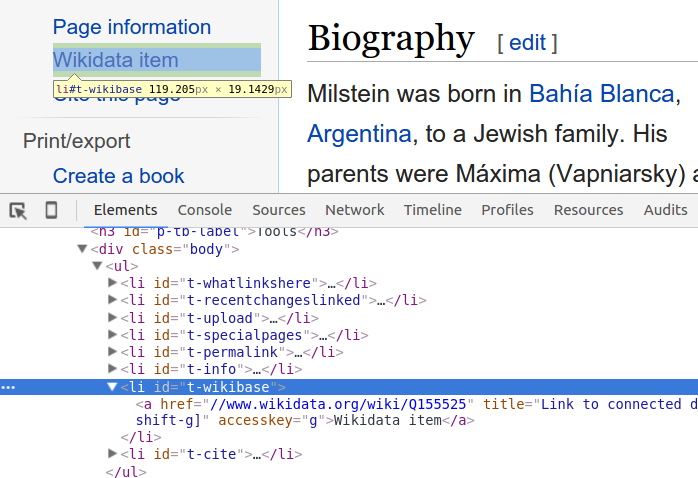 Page information
Wikidata item
li#t-wikibase 119.205px × 19.1429px
Cite this page
Print/export
Create a book
Biography [ edit ]
Milstein was born in Bahía Blanca,
Argentina, to a Jewish family. His
parents were Máxima (Vapniarsky) a
Elements Console Sources Network Timeline Profiles Resources Audits
<h3 id="p-tb-label">Tools</h3>
▼<div class="body">
▼<ul>
▶<li id="t-whatlinkshere">…</li>
▶<li id="t-recentchangeslinked">…</li>
▶<li id="t-upload">…</li>
▶<li id="t-specialpages">…</li>
▶<li id="t-permalink">…</li>
▶<li id="t-info">…</li>
▼<li id="t-wikibase">
<a href="//www.wikidata.org/wiki/Q155525" title="Link to connected d
shift-g]" accesskey="g">Wikidata item</a>
</li>
▶<li id="t-cite">…</li>
</ul>